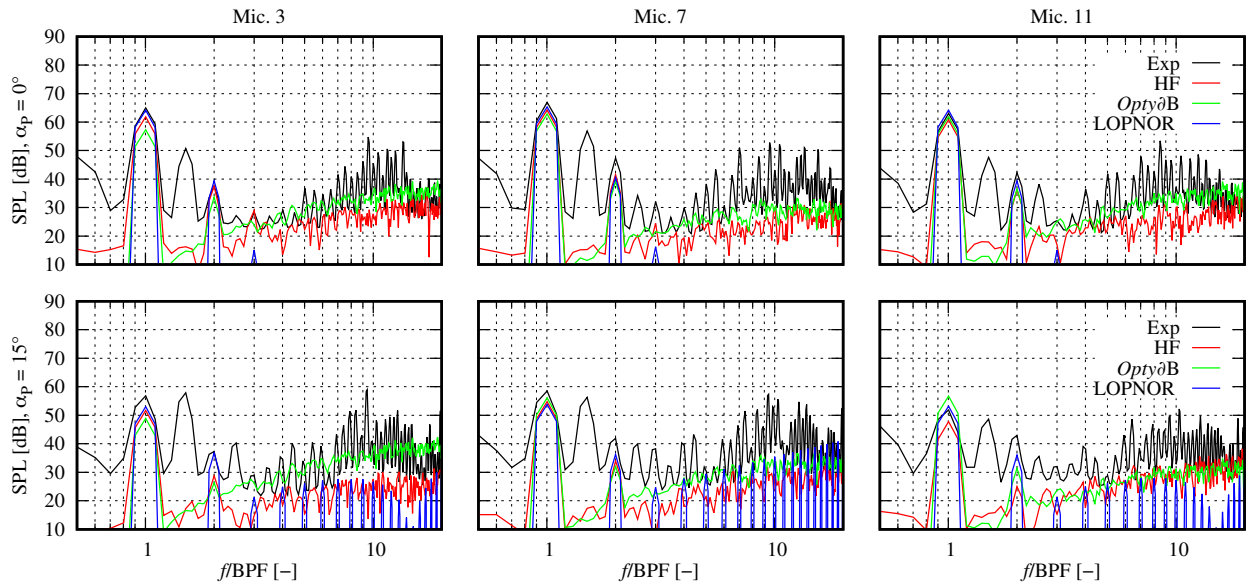 Mic. 3
Mic. 7
Mic. 11
SPL [dB], αP = 0°
90
80
70
60
50
40
30
20
10
Exp
HF
Opty∂B
LOPNOR
SPL [dB], αP = 15°
90
80
70
60
50
40
30
20
10
Exp
HF
Opty∂B
LOPNOR
1 10
1 10
1 10
f/BPF [−]
f/BPF [−]
f/BPF [−]